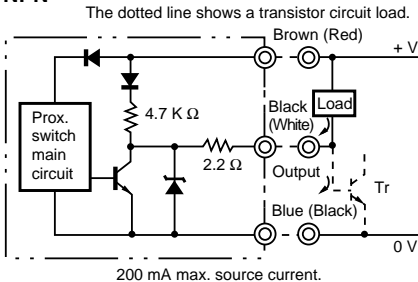 The dotted line shows a transistor circuit load.
Brown (Red)
+ V
4.7 K Ω
Black
(White)
Load
Prox.
switch
main
circuit
2.2 Ω
Output
Tr
Blue (Black)
0 V
200 mA max. source current.